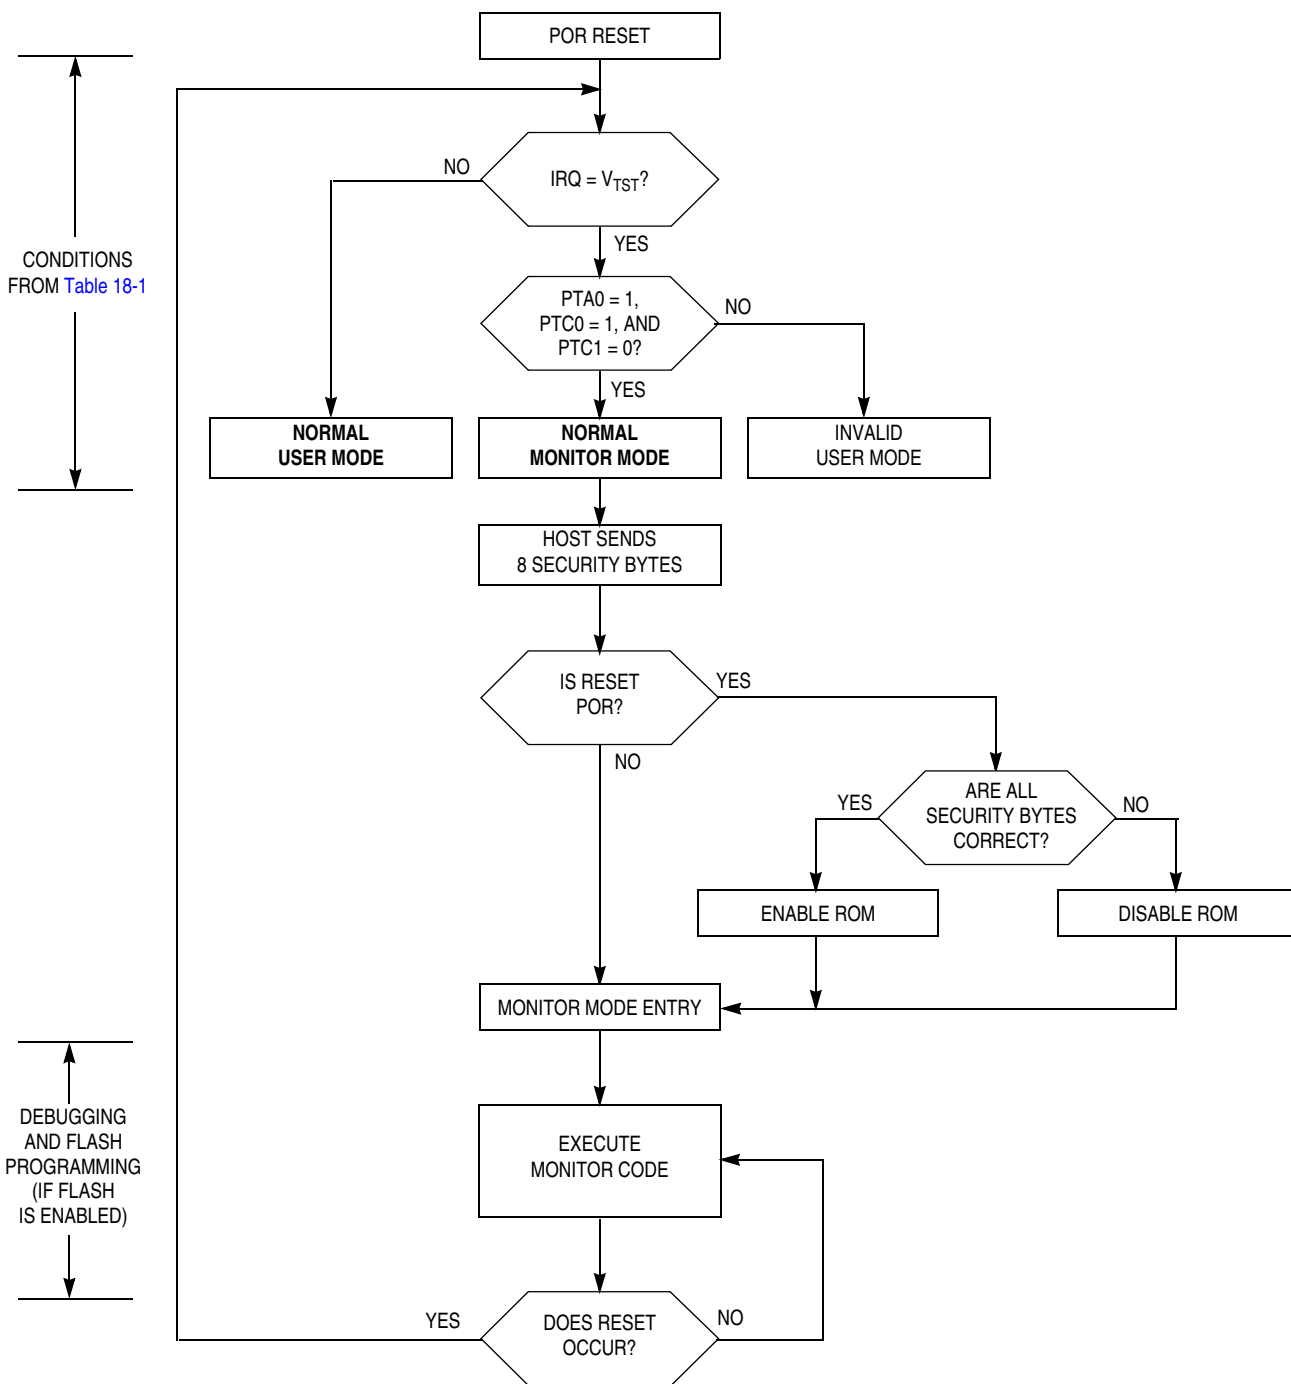 POR RESET
NO
IRQ = VTST?
YES
CONDITIONS
FROM Table 18-1
PTA0 = 1,
PTC0 = 1, AND
PTC1 = 0?
NO
YES
NORMAL
USER MODE
NORMAL
MONITOR MODE
INVALID
USER MODE
HOST SENDS
8 SECURITY BYTES
IS RESET
POR?
YES
NO
ARE ALL
SECURITY BYTES
CORRECT?
YES
NO
ENABLE ROM
DISABLE ROM
MONITOR MODE ENTRY
DEBUGGING
AND FLASH
PROGRAMMING
(IF FLASH
IS ENABLED)
EXECUTE
MONITOR CODE
YES
DOES RESET
OCCUR?
NO